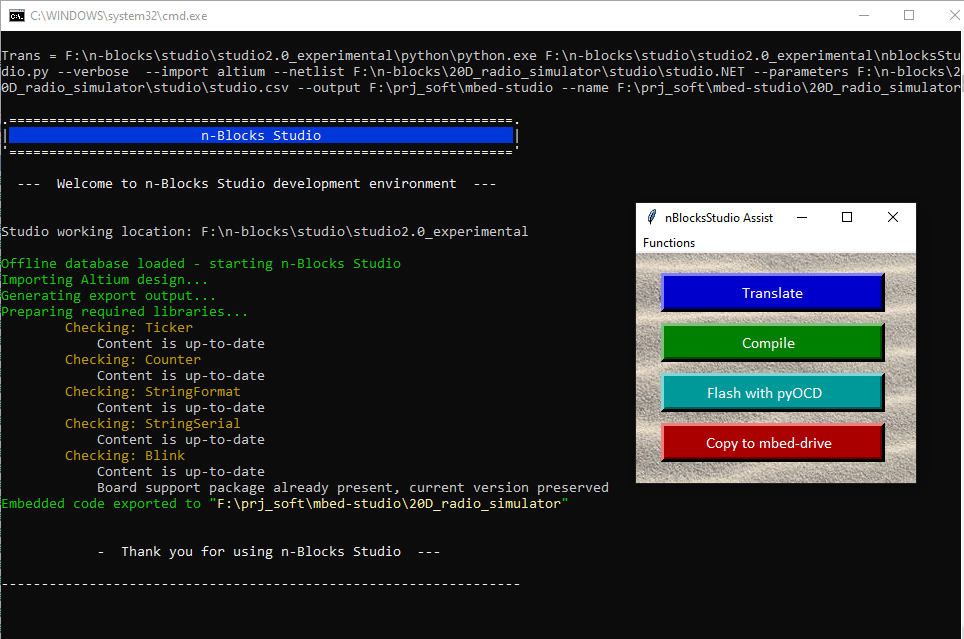 C:\WINDOWS\system32\cmd.exe
Trans = F:\n-blocks\studio\studio2.0_experimental\python\python.exe F:\n-blocks\studio\studio2.0_experimental\nblocksStu
dio.py --verbose  --import altium --netlist F:\n-blocks\20D_radio_simulator\studio\studio.NET --parameters F:\n-blocks\2
0D_radio_simulator\studio\studio.csv --output F:\prj_soft\mbed-studio --name F:\prj_soft\mbed-studio\20D_radio_simulator
.===============================================================.
|                        n-Blocks Studio                        |
'==============================================================='
---  Welcome to n-Blocks Studio development environment  ---
Studio working location: F:\n-blocks\studio\studio2.0_experimental
Offline database loaded - starting n-Blocks Studio
Importing Altium design...
Generating export output...
Preparing required libraries...
Checking: Ticker
Content is up-to-date
Checking: Counter
Content is up-to-date
Checking: StringFormat
Content is up-to-date
Checking: StringSerial
Content is up-to-date
Checking: Blink
Content is up-to-date
Board support package already present, current version preserved
Embedded code exported to "F:\prj_soft\mbed-studio\20D_radio_simulator"
-  Thank you for using n-Blocks Studio  ---
-----------------------------------------------------------------
nBlocksStudio Assist
Functions
Translate
Compile
Flash with pyOCD
Copy to mbed-drive